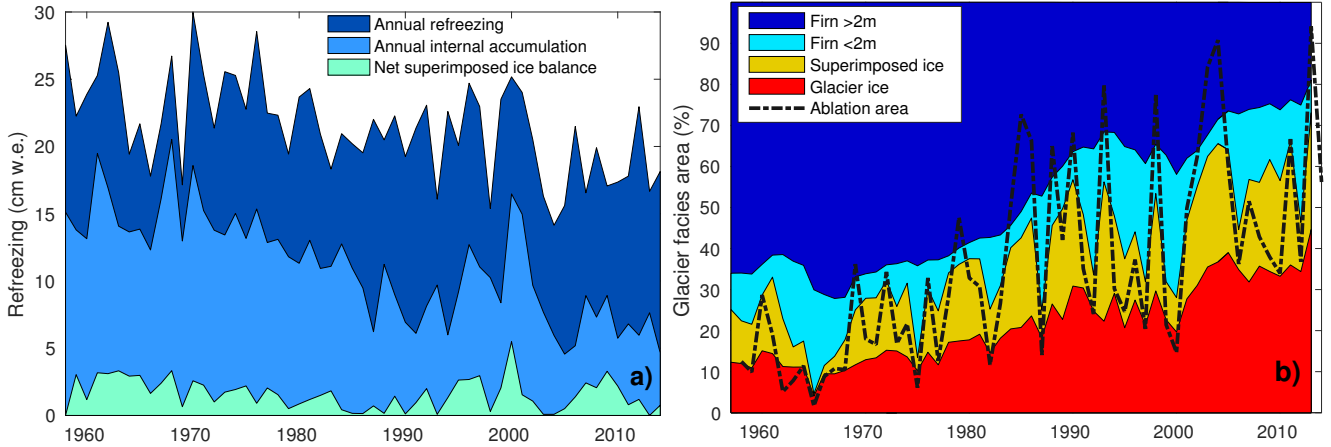 30
25
20
15
10
5
0
Refreezing (cm w.e.)
Annual refreezing
Annual internal accumulation
Net superimposed ice balance
a)
1960 1970 1980 1990 2000 2010
90
80
70
60
50
40
30
20
10
0
Glacier facies area (%)
Firn >2m
Firn <2m
Superimposed ice
Glacier ice
Ablation area
b)
1960 1970 1980 1990 2000 2010